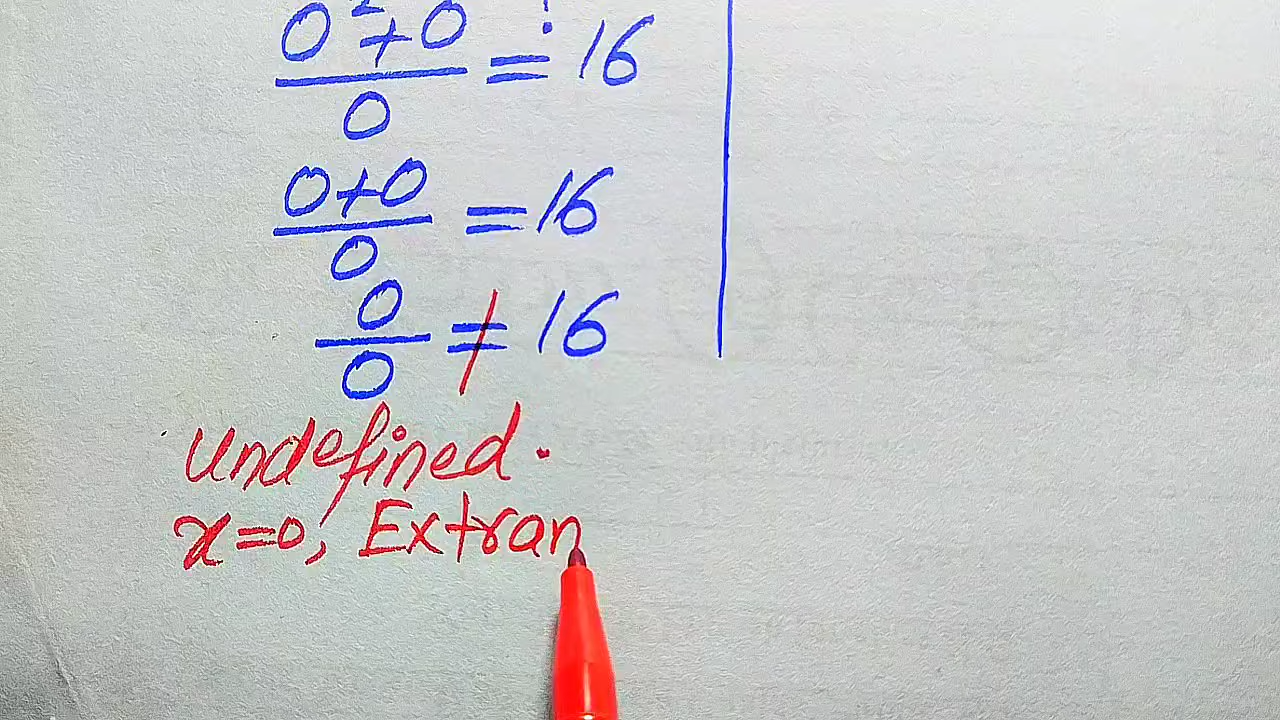 0²+0/0 =? 16
0+0/0 = 16
0/0 ≠ 16
Undefined.
x=0, Extran